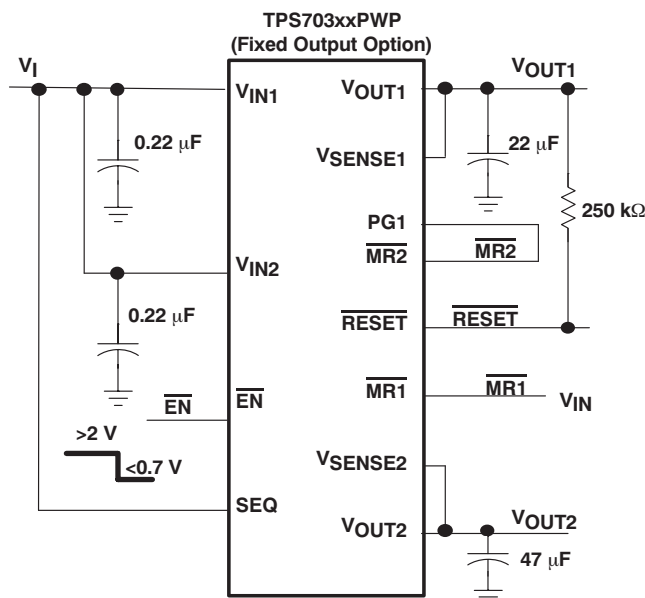 TPS703xxPWP
(Fixed Output Option)
VI
VIN1
VOUT1
VOUT1
0.22 μF
VSENSE1
22 μF
250 kΩ
PG1
MR2
MR2
VIN2
0.22 μF
RESET
RESET
EN
EN
MR1
MR1
VIN
>2 V
<0.7 V
VSENSE2
SEQ
VOUT2
VOUT2
47 μF